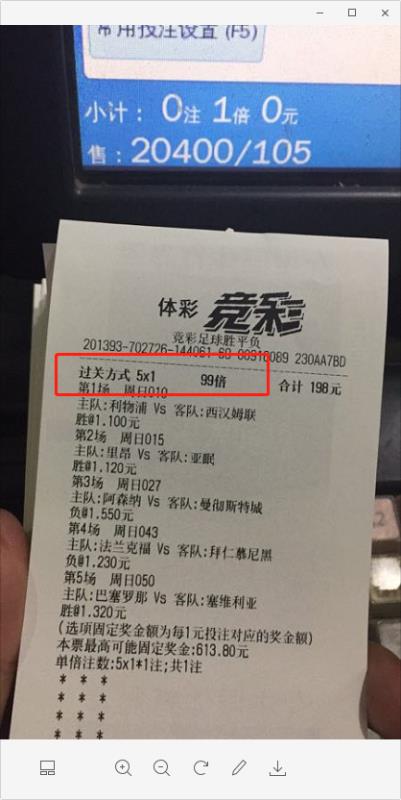 常用投注设置 (F5)
小计： 0注 1倍 0元
售：20400/105
体彩 竞彩
竞彩足球胜平负
过关方式 5x1 99倍 合计 198元
第1场 周日010
主队:利物浦 Vs 客队:西汉姆联
胜@1.100元
第2场 周日015
主队:里昂 Vs 客队:亚眠
胜@1.120元
第3场 周日027
主队:阿森纳 Vs 客队:曼彻斯特城
负@1.550元
第4场 周日043
主队:法兰克福 Vs 客队:拜仁慕尼黑
负@1.230元
第5场 周日050
主队:巴塞罗那 Vs 客队:塞维利亚
胜@1.320元
(选项固定奖金额为每1元投注对应的奖金额)
本票最高可能固定奖金:613.80元
单倍注数:5x1*1注;共1注
* * *
* * *
* * *
* * *